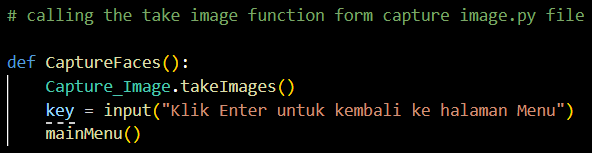 # calling the take image function form capture image.py file
def CaptureFaces():
Capture_Image.takeImages()
key = input("Klik Enter untuk kembali ke halaman Menu")
mainMenu()